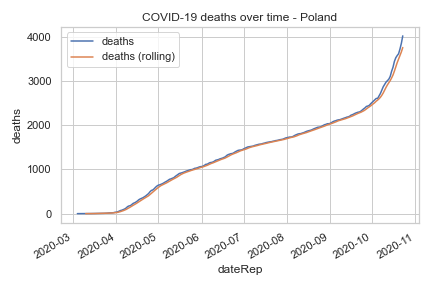 COVID-19 deaths over time - Poland
deaths
deaths (rolling)
4000
3000
2000
1000
0
deaths
2020-03
2020-04
2020-05
2020-06
2020-07
2020-08
2020-09
2020-10
2020-11
dateRep